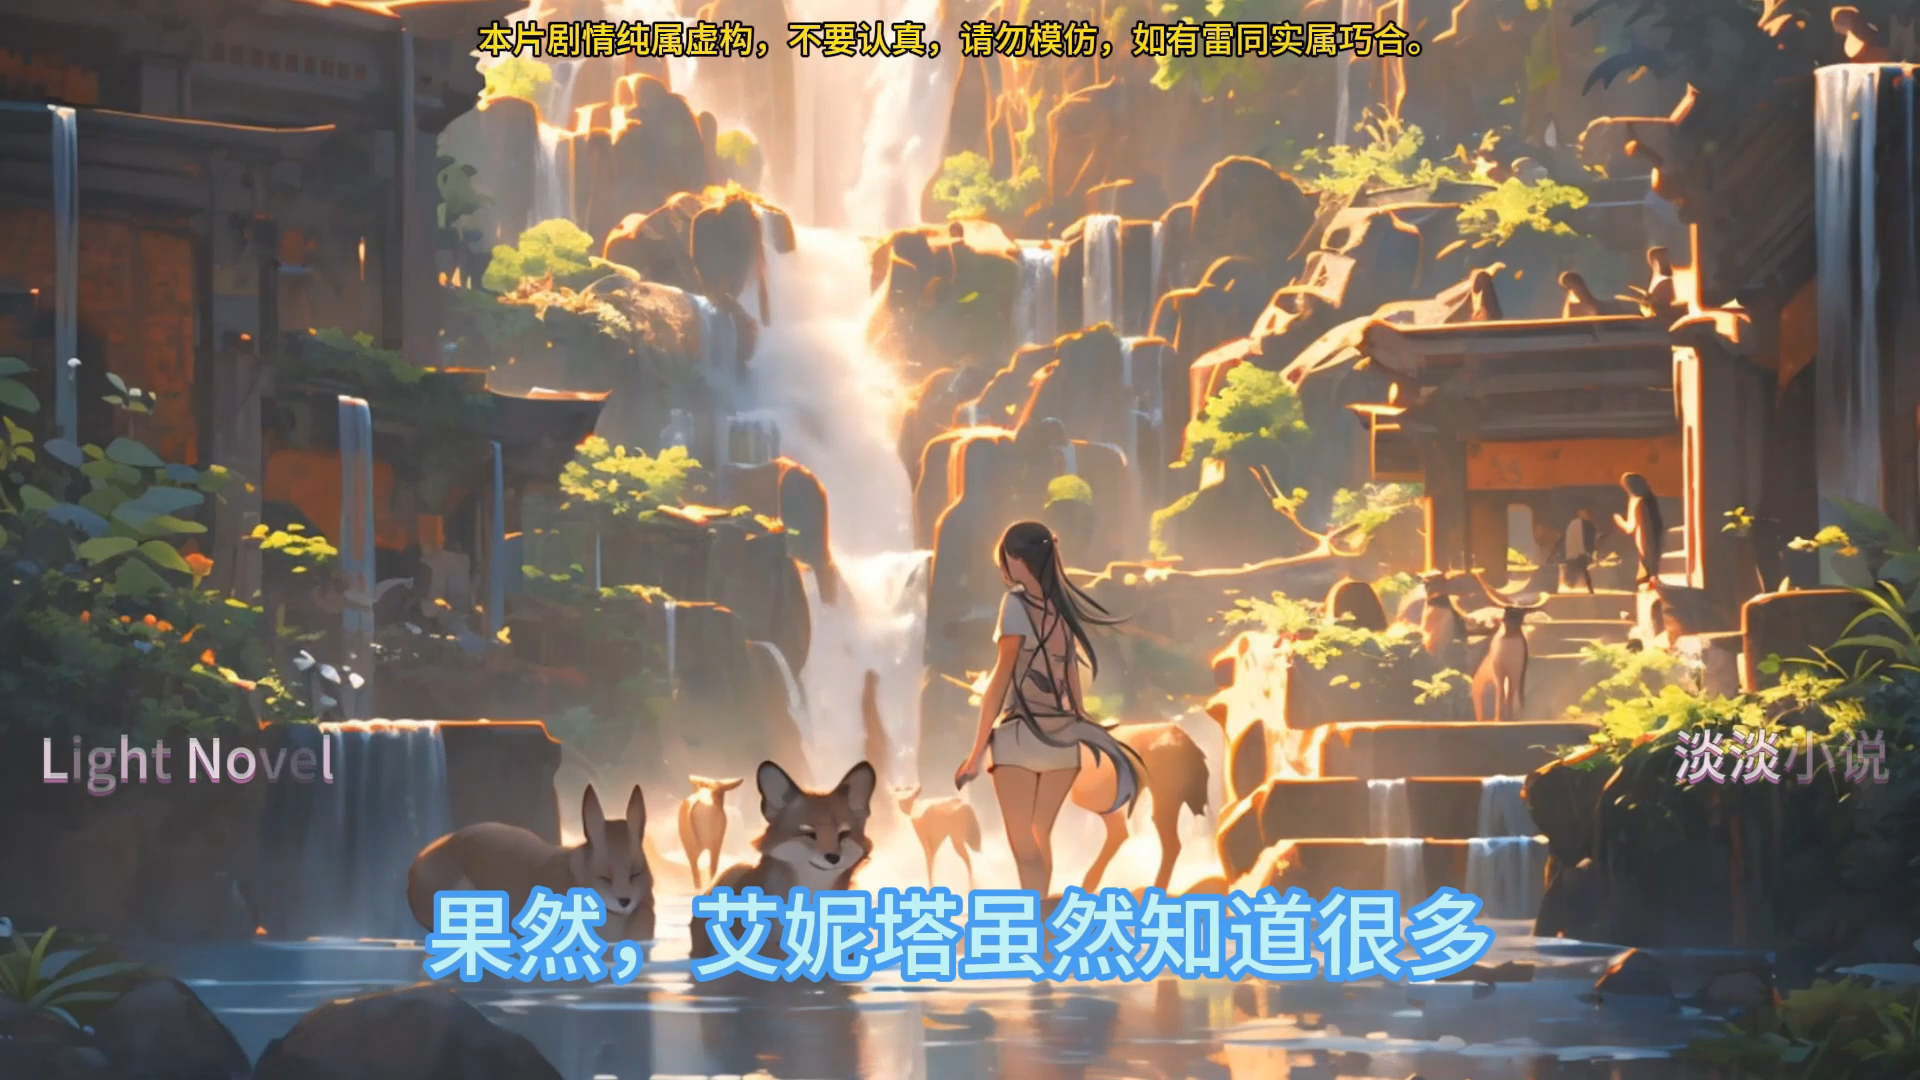 本片剧情纯属虚构，不要认真，请勿模仿，如有雷同实属巧合。
Light Novel
淡淡小说
果然，艾妮塔虽然知道很多